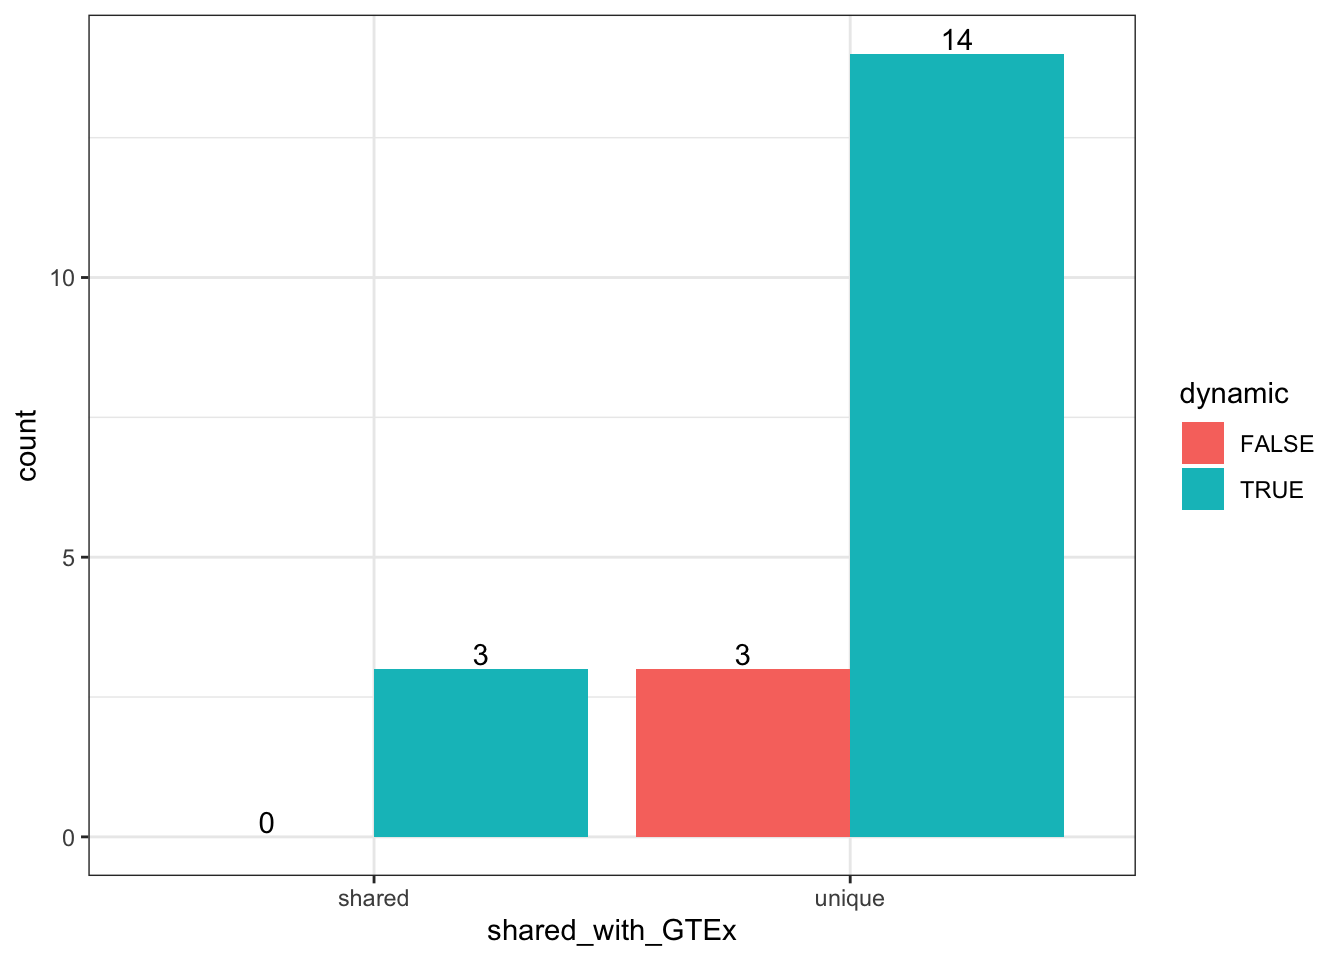 14
10
5
3
3
0
0
shared
unique
shared_with_GTEx
count
dynamic
FALSE
TRUE